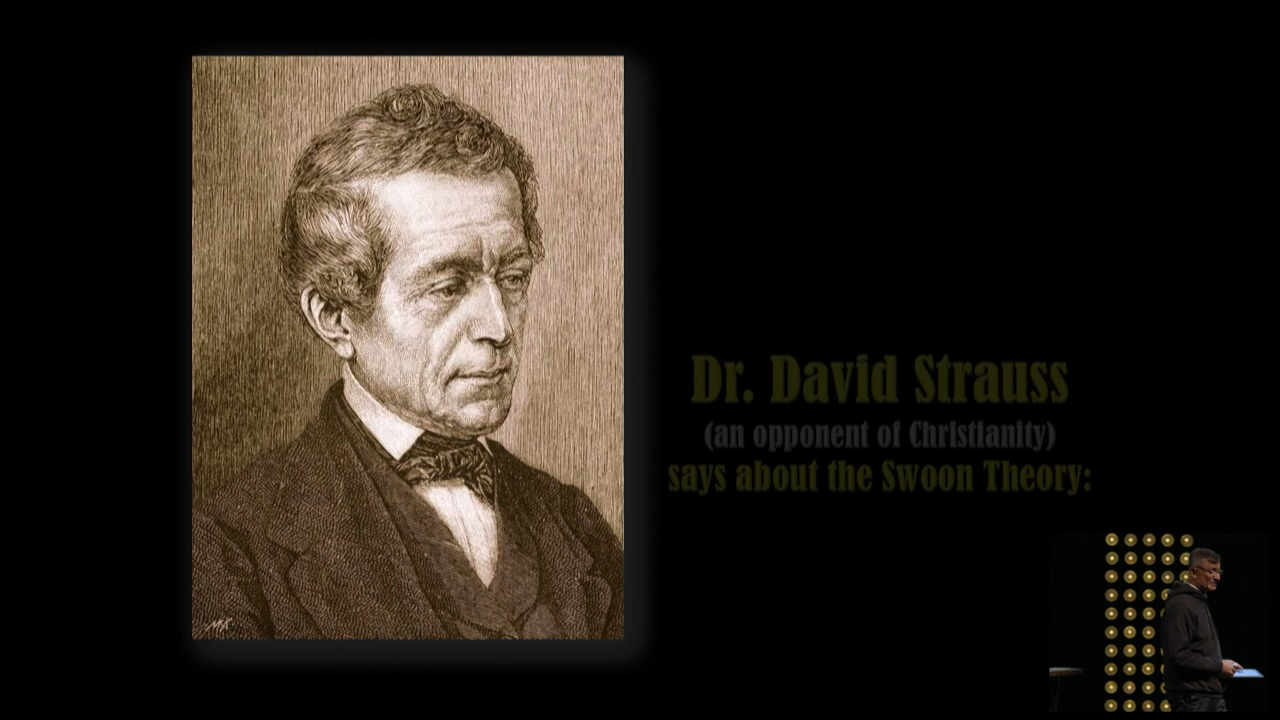 Dr. David Strauss
(an opponent of Christianity)
says about the Swoon Theory: